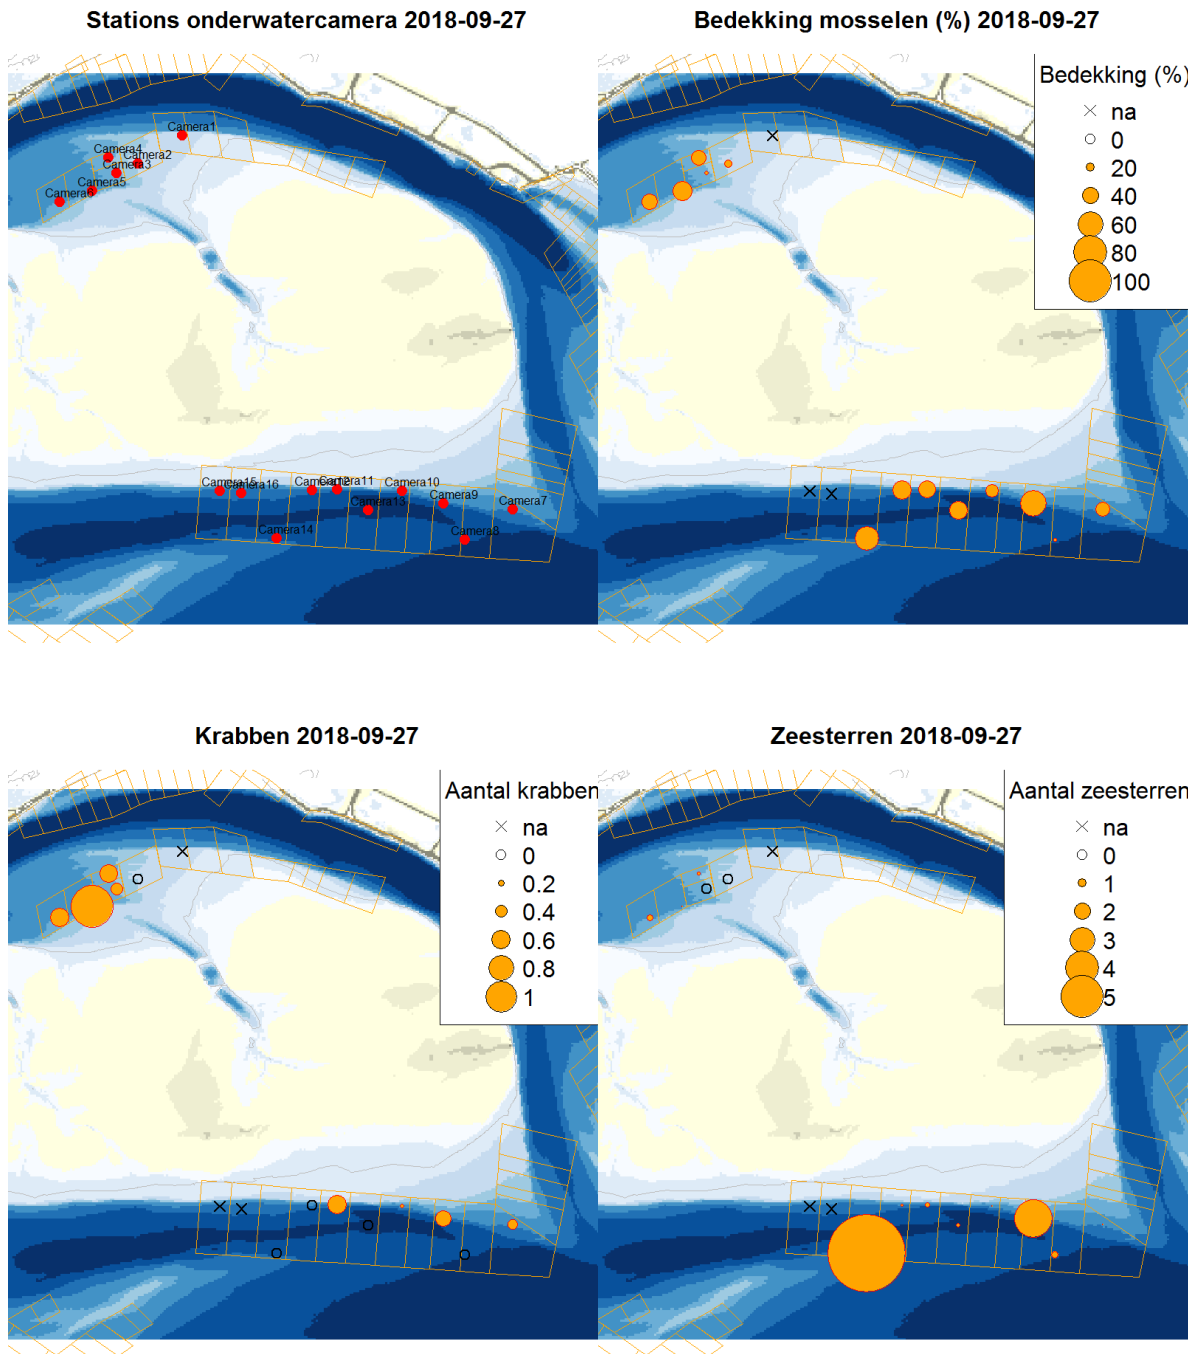 Stations onderwatercamera 2018-09-27
Camera1
Camera4
Camera2
Camera3
Camera5
Camera6
Camera15
Camera16
Camera12
Camera11
Camera10
Camera9
Camera7
Camera13
Camera14
Camera8
Bedekking mosselen (%) 2018-09-27
Bedekking (%)
na
0
20
40
60
80
100
Krabben 2018-09-27
Aantal krabben
na
0
0.2
0.4
0.6
0.8
1
Zeesterren 2018-09-27
Aantal zeesterren
na
0
1
2
3
4
5